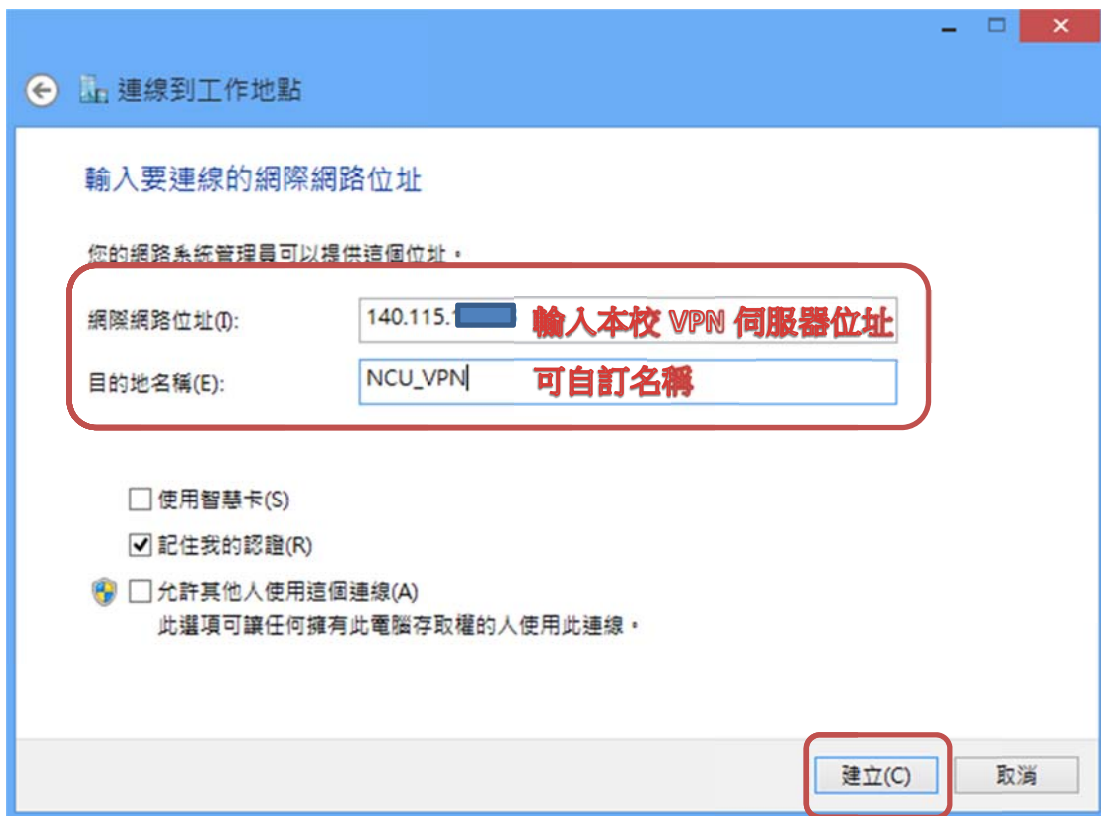 連線到工作地點
輸入要連線的網際網路位址
您的網路系統管理員可以提供這個位址。
網際網路位址(I): 140.115. 輸入本校 VPN 伺服器位址
目的地名稱(E): NCU_VPN 可自訂名稱
使用智慧卡(S)
記住我的認證(R)
允許其他人使用這個連線(A)
此選項可讓任何擁有此電腦存取權的人使用此連線。
建立(C) 取消